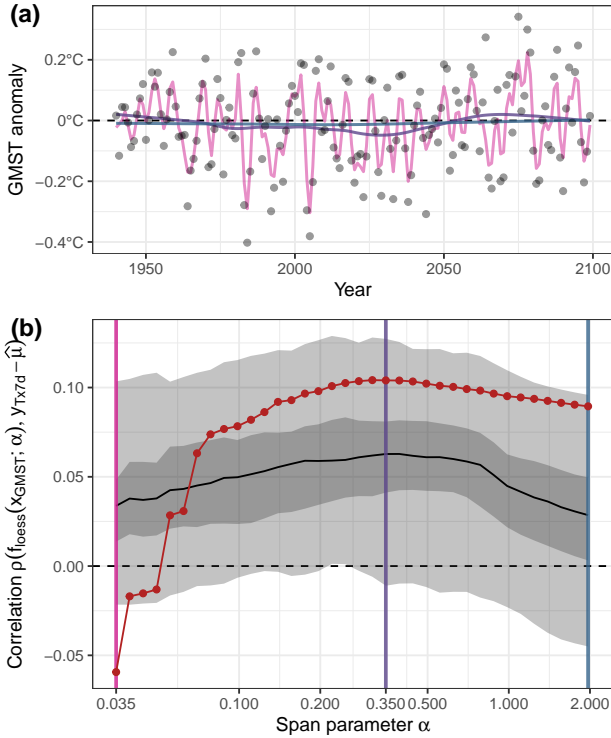 (a)
GMST anomaly
0.2°C
0°C
−0.2°C
−0.4°C
1950
2000
2050
2100
Year
(b)
Correlation ρ(f_loess(x_GMST; α), y_Tx7d − μ̂)
0.10
0.05
0.00
−0.05
0.035
0.100
0.200
0.350
0.500
1.000
2.000
Span parameter α